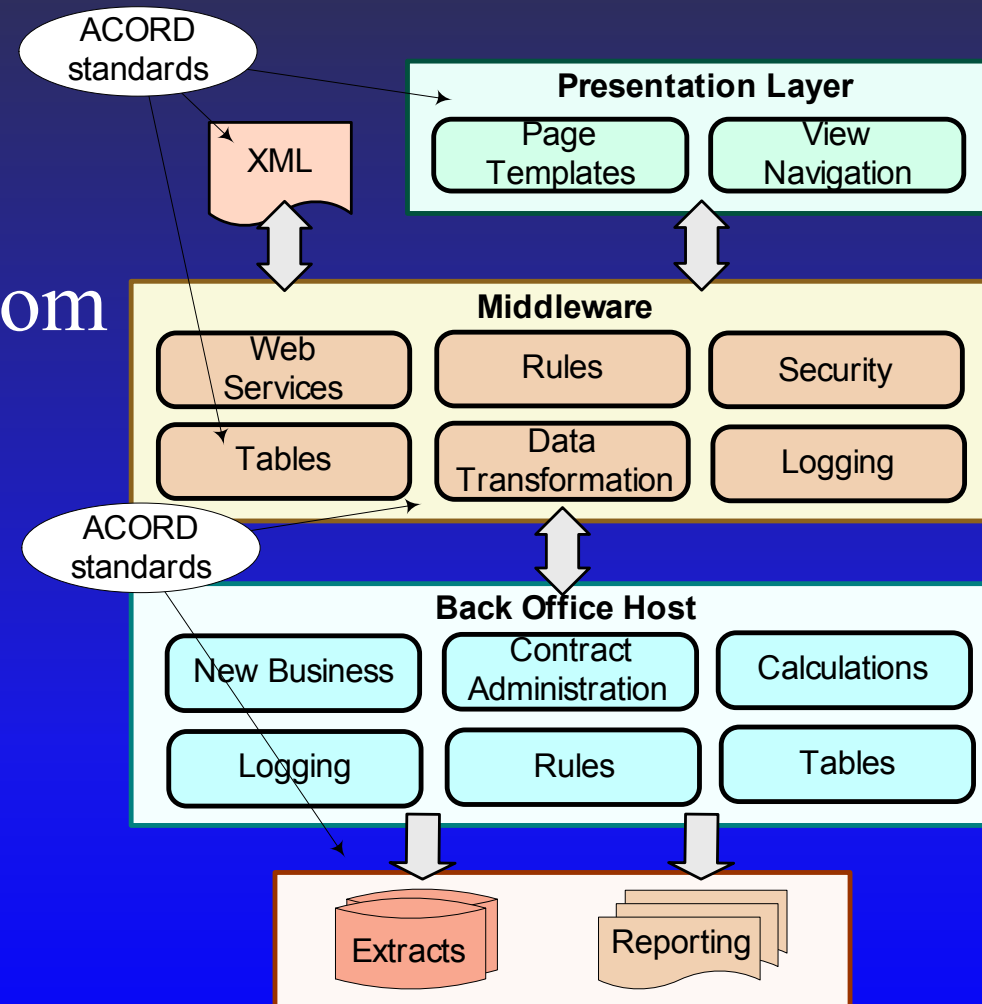 ACORD
standards
Presentation Layer
Page
Templates
View
Navigation
XML
om
Middleware
Web
Services
Rules
Security
Tables
Data
Transformation
Logging
ACORD
standards
Back Office Host
New Business
Contract
Administration
Calculations
Logging
Rules
Tables
Extracts
Reporting